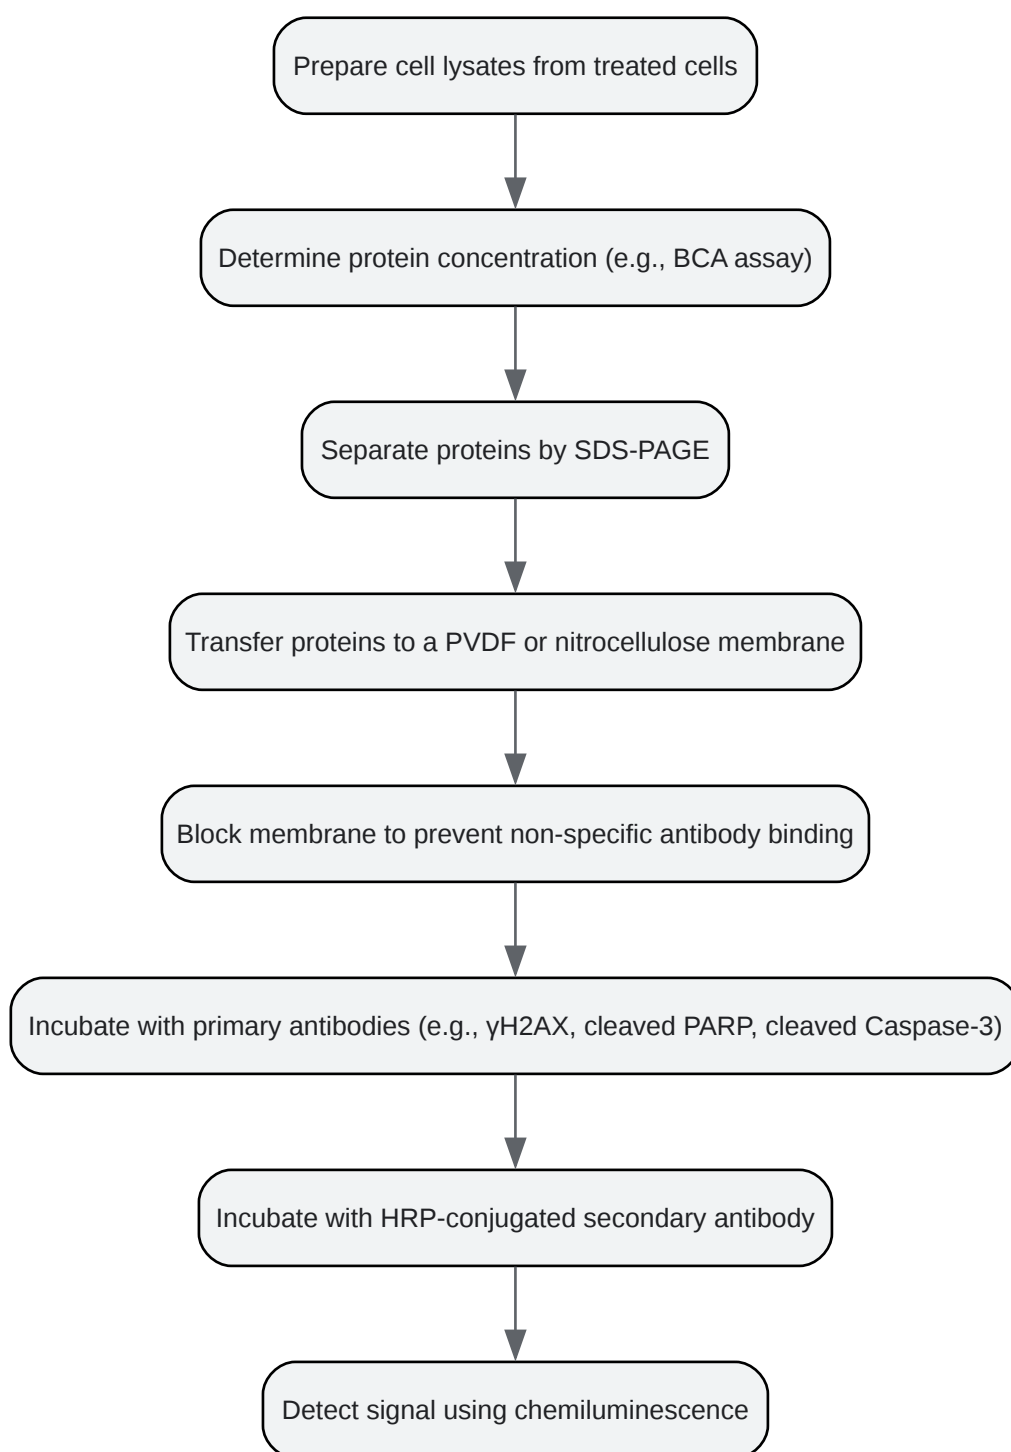 Prepare cell lysates from treated cells
Determine protein concentration (e.g., BCA assay)
Separate proteins by SDS-PAGE
Transfer proteins to a PVDF or nitrocellulose membrane
Block membrane to prevent non-specific antibody binding
Incubate with primary antibodies (e.g., γH2AX, cleaved PARP, cleaved Caspase-3)
Incubate with HRP-conjugated secondary antibody
Detect signal using chemiluminescence